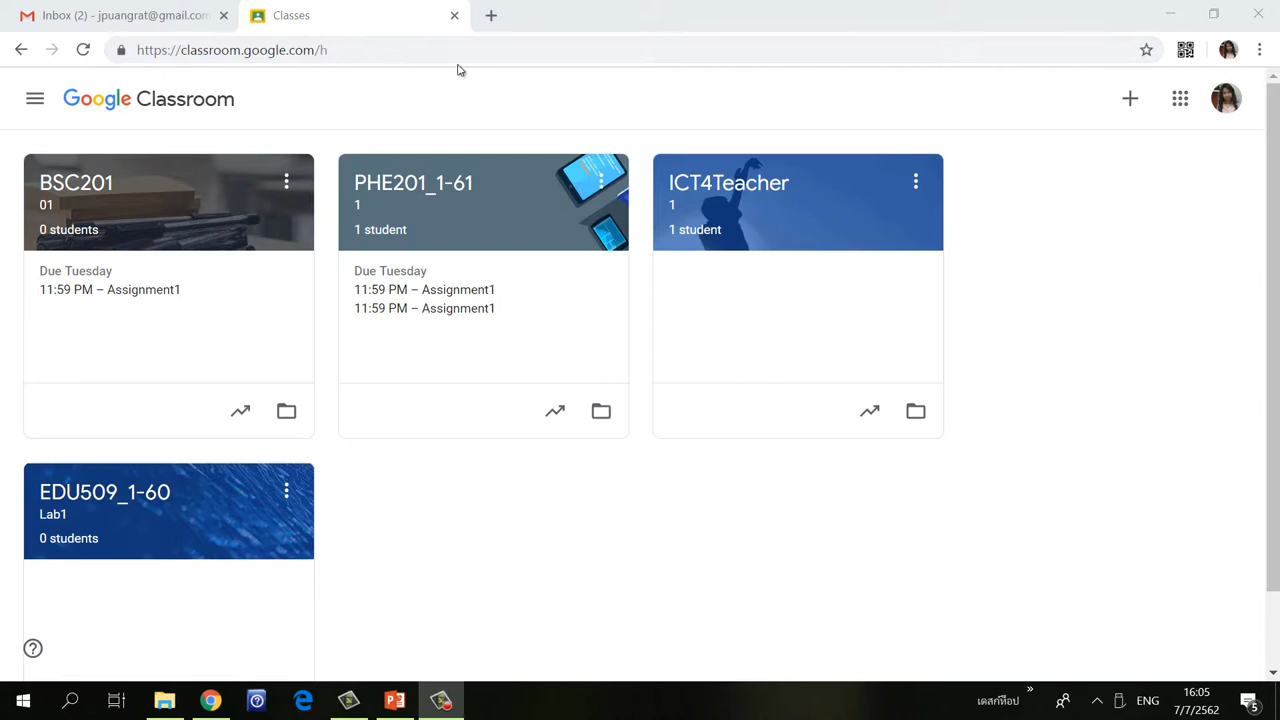 Inbox (2) - jpuangrat@gmail.com
Classes
https://classroom.google.com/h
Google Classroom
BSC201
01
0 students
Due Tuesday
11:59 PM – Assignment1
PHE201_1-61
1
1 student
Due Tuesday
11:59 PM – Assignment1
11:59 PM – Assignment1
ICT4Teacher
1
1 student
EDU509_1-60
Lab1
0 students
เดสก์ท็อป
ENG
16:05
7/7/2562
5